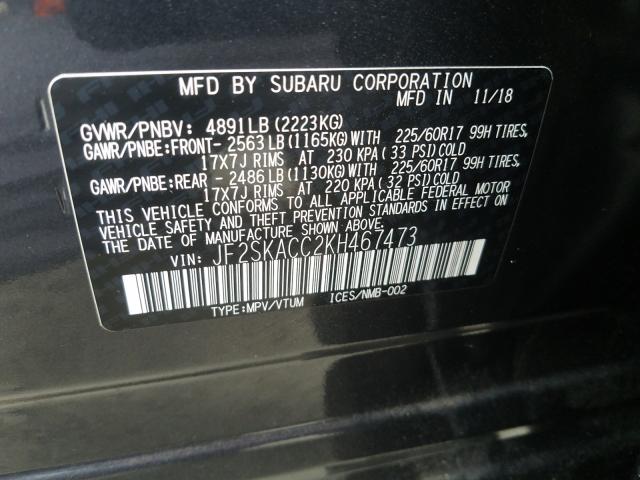 MFD BY SUBARU CORPORATION
MFD IN 11/18
GVWR/PNBV: 4891LB (2223KG)
GAWR/PNBE:FRONT- 2563LB (1165KG) WITH 225/60R17 99H TIRES,
17X7J RIMS AT 230 KPA (33 PSI) COLD
GAWR/PNBE:REAR - 2486LB (1130KG) WITH 225/60R17 99H TIRES,
17X7J RIMS AT 220 KPA (32 PSI) COLD
THIS VEHICLE CONFORMS TO ALL APPLICABLE FEDERAL MOTOR
VEHICLE SAFETY AND THEFT PREVENTION STANDARDS IN EFFECT ON
THE DATE OF MANUFACTURE SHOWN ABOVE.
VIN: JF2SKACC2KH467473
TYPE:MPV/VTUM ICES/NMB-002